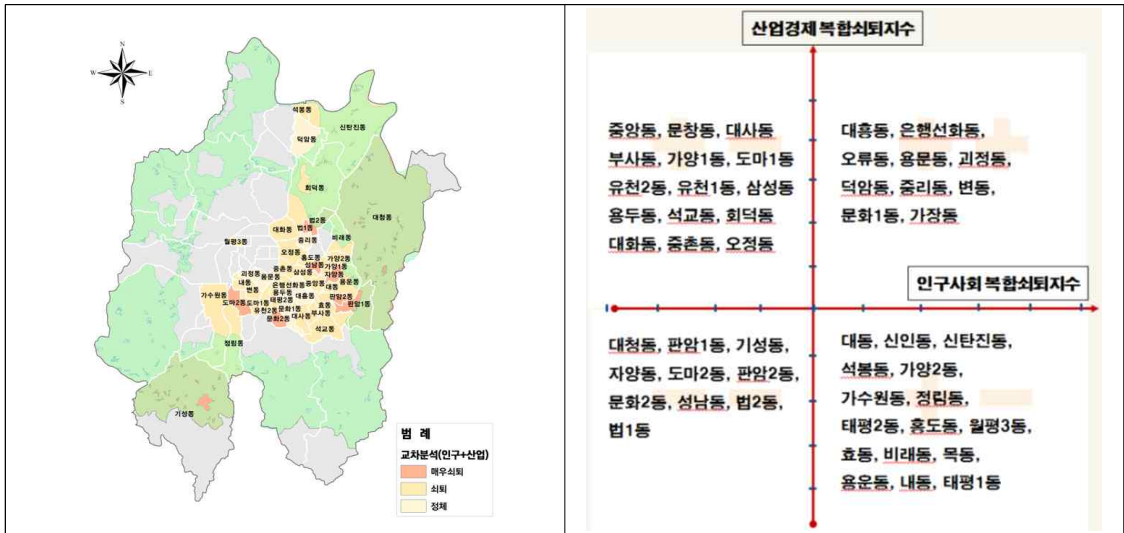 N
W
E
S
석봉동
신탄진동
덕암동
회덕동
대청동
법2동
대화동
법1동
중리동
비래동
월평3동
오정동
홍도동
가양2동
중촌동
성남동
가양1동
괴정동
삼성동
자양동
용문동
내동
은행선화동
중앙동
대동
용운동
변동
용두동
가수원동
대흥동
판암2동
도마2동
도마1동
태평2동
효동
판암1동
유천2동
문화1동
부사동
문화2동
대사동
석교동
정림동
기성동
범 례
교차분석(인구+산업)
매우쇠퇴
쇠퇴
정체
산업경제 복합쇠퇴지수
중앙동, 문창동, 대사동
부사동, 가양1동, 도마1동
유천2동, 유천1동, 삼성동
용두동, 석교동, 회덕동
대화동, 중촌동, 오정동
대흥동, 은행선화동,
오류동, 용문동, 괴정동,
덕암동, 중리동, 변동,
문화1동, 가장동
인구사회 복합쇠퇴지수
대청동, 판암1동, 기성동,
자양동, 도마2동, 판암2동,
문화2동, 성남동, 법2동,
법1동
대동, 신인동, 신탄진동,
석봉동, 가양2동,
가수원동, 정림동,
태평2동, 홍도동, 월평3동,
효동, 비래동, 목동,
용운동, 내동, 태평1동